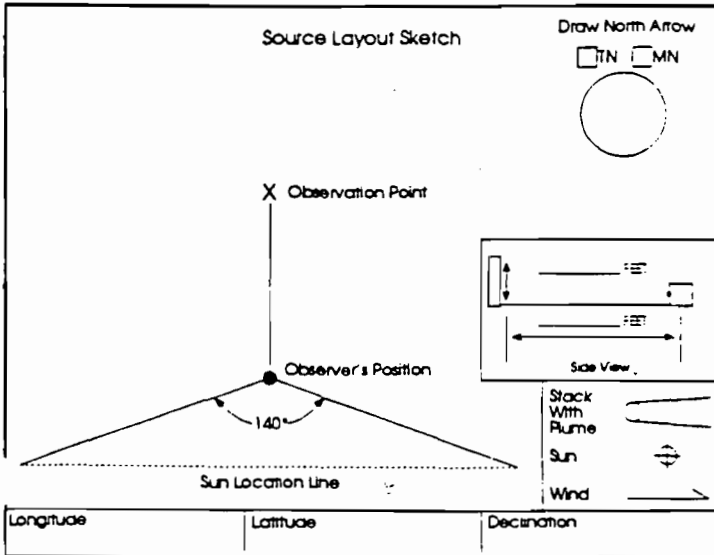 Source Layout Sketch
Draw North Arrow
TN MN
X Observation Point
FEET
FEET
Side View
Observer's Position
140°
Sun Location Line
Stack
With
Plume
Sun
Wind
Longitude Latitude Declination